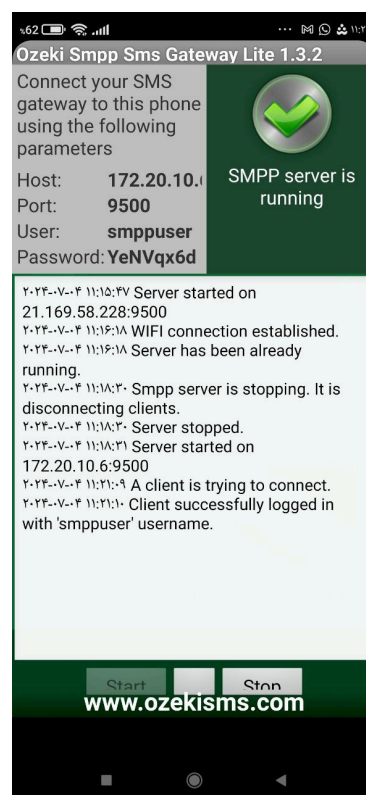 %62 ... ۱۱:۲
Ozeki Smpp Sms Gateway Lite 1.3.2
Connect your SMS
gateway to this phone
using the following
parameters
Host: 172.20.10.
Port: 9500
User: smppuser
Password: YeNVqx6d
SMPP server is
running
۲۰۲۴-۰۷-۰۴ ۱۱:۱۵:۴۷ Server started on
21.169.58.228:9500
۲۰۲۴-۰۷-۰۴ ۱۱:۱۶:۱۸ WIFI connection established.
۲۰۲۴-۰۷-۰۴ ۱۱:۱۶:۱۸ Server has been already
running.
۲۰۲۴-۰۷-۰۴ ۱۱:۱۸:۳۰ Smpp server is stopping. It is
disconnecting clients.
۲۰۲۴-۰۷-۰۴ ۱۱:۱۸:۳۰ Server stopped.
۲۰۲۴-۰۷-۰۴ ۱۱:۱۸:۳۱ Server started on
172.20.10.6:9500
۲۰۲۴-۰۷-۰۴ ۱۱:۲۱:۰۹ A client is trying to connect.
۲۰۲۴-۰۷-۰۴ ۱۱:۲۱:۱۰ Client successfully logged in
with 'smppuser' username.
Start Stop
www.ozekisms.com